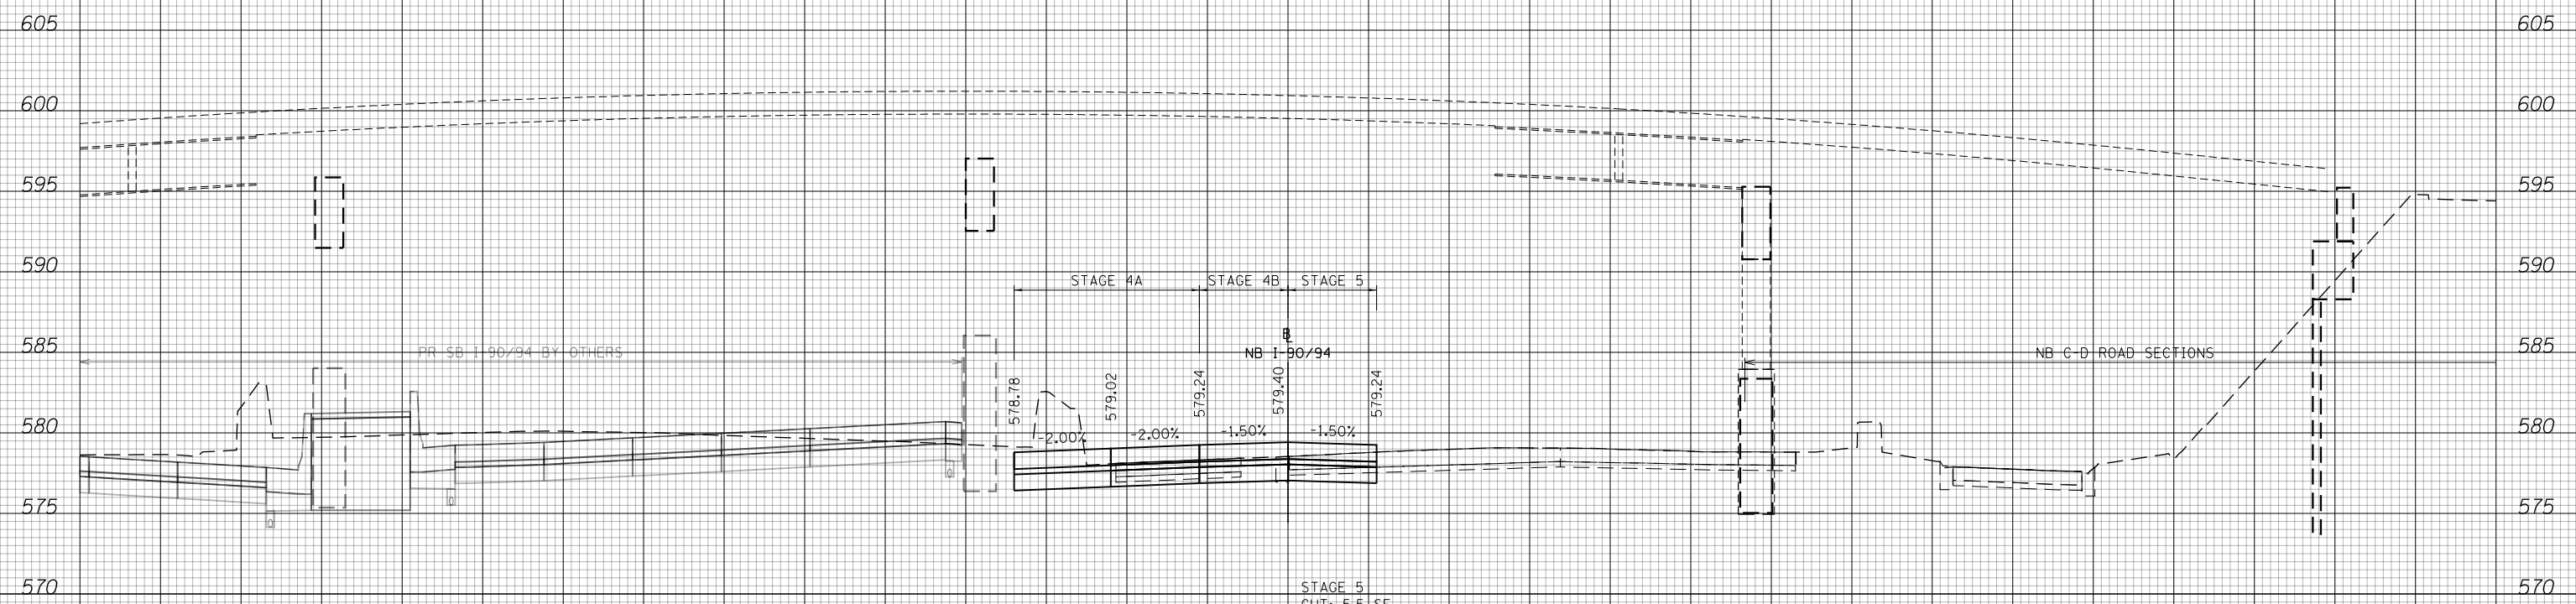 605 605
600 600
595 595
590 590
STAGE 4A STAGE 4B STAGE 5
585 PR SB I-90/94 BY OTHERS NB I-90/94 NB C-D ROAD SECTIONS 585
578.78 579.02 579.24 579.40 579.24
580 -2.00% -2.00% -1.50% -1.50% 580
575 575
570 STAGE 5 570